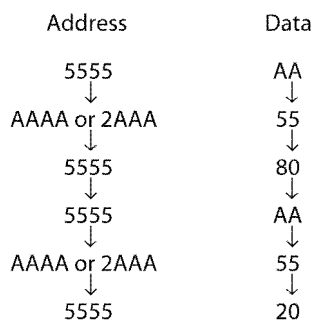 Address Data
5555 AA
↓ ↓
AAAA or 2AAA 55
↓ ↓
5555 80
↓ ↓
5555 AA
↓ ↓
AAAA or 2AAA 55
↓ ↓
5555 20